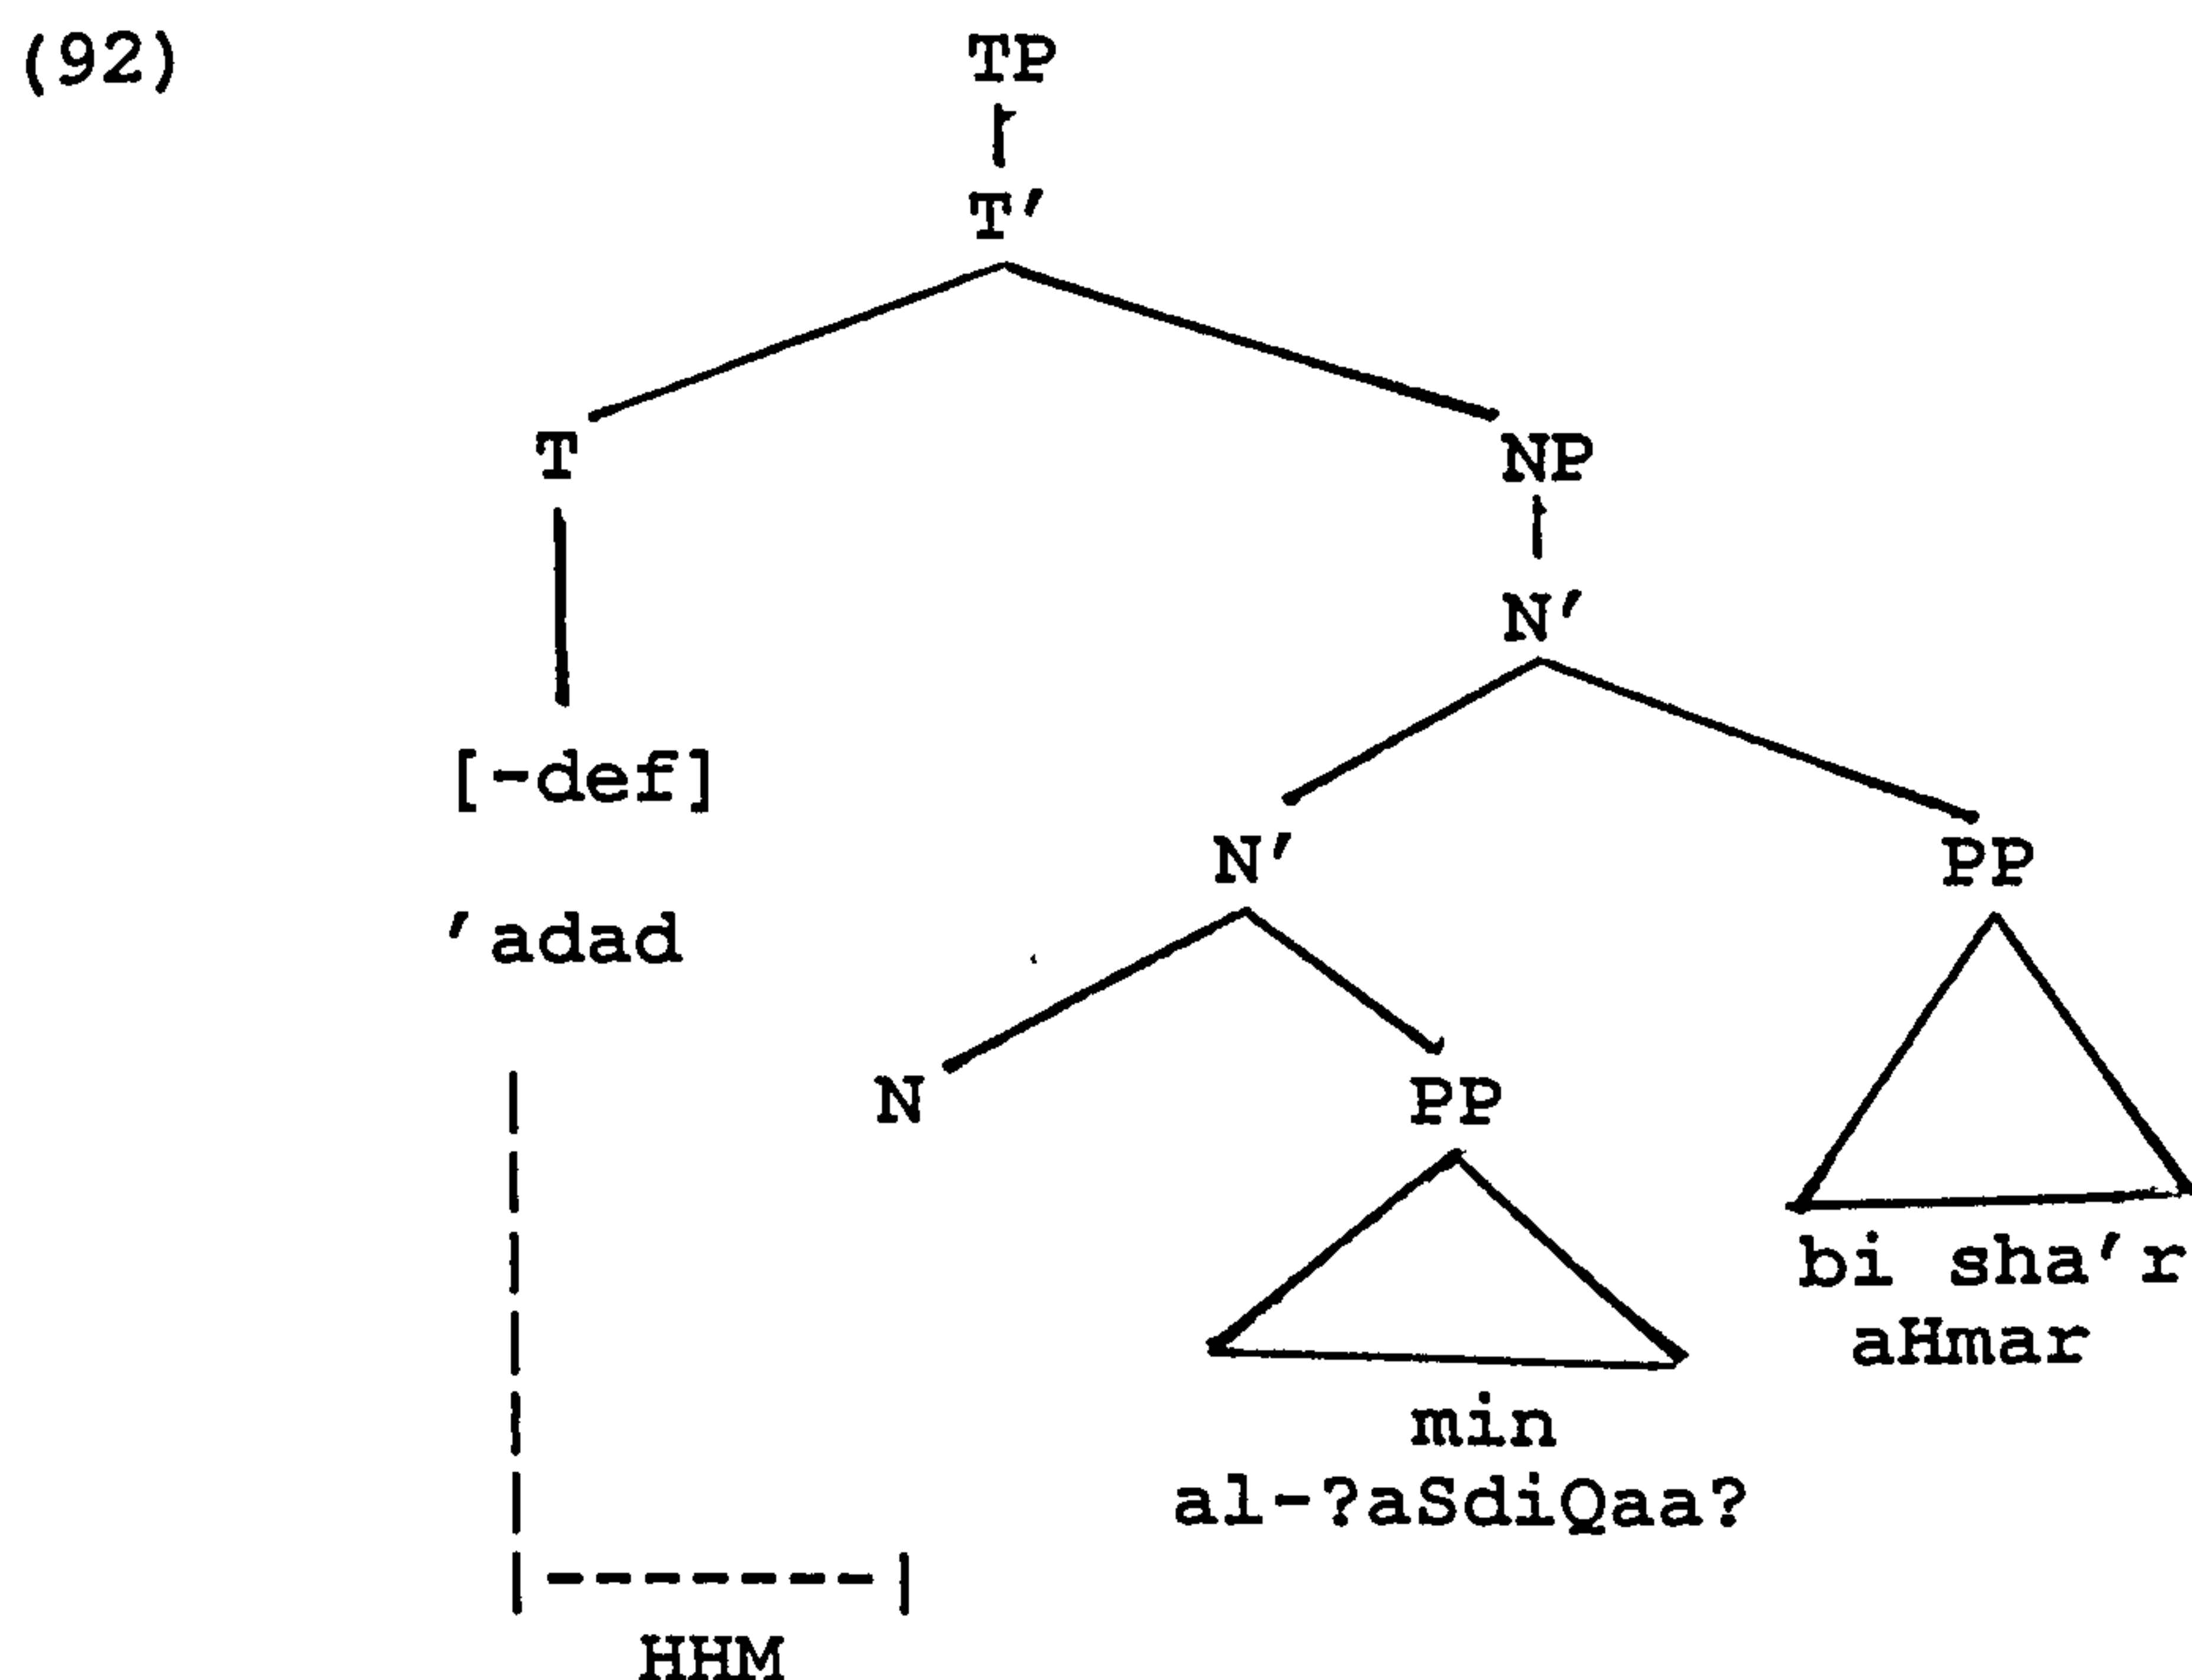 (92)
TP
T'
T NP
N'
[-def]
N' PP
'adad
N PP
bi sha'r
aHmar
min
al-?aSdiQaa?
HHM